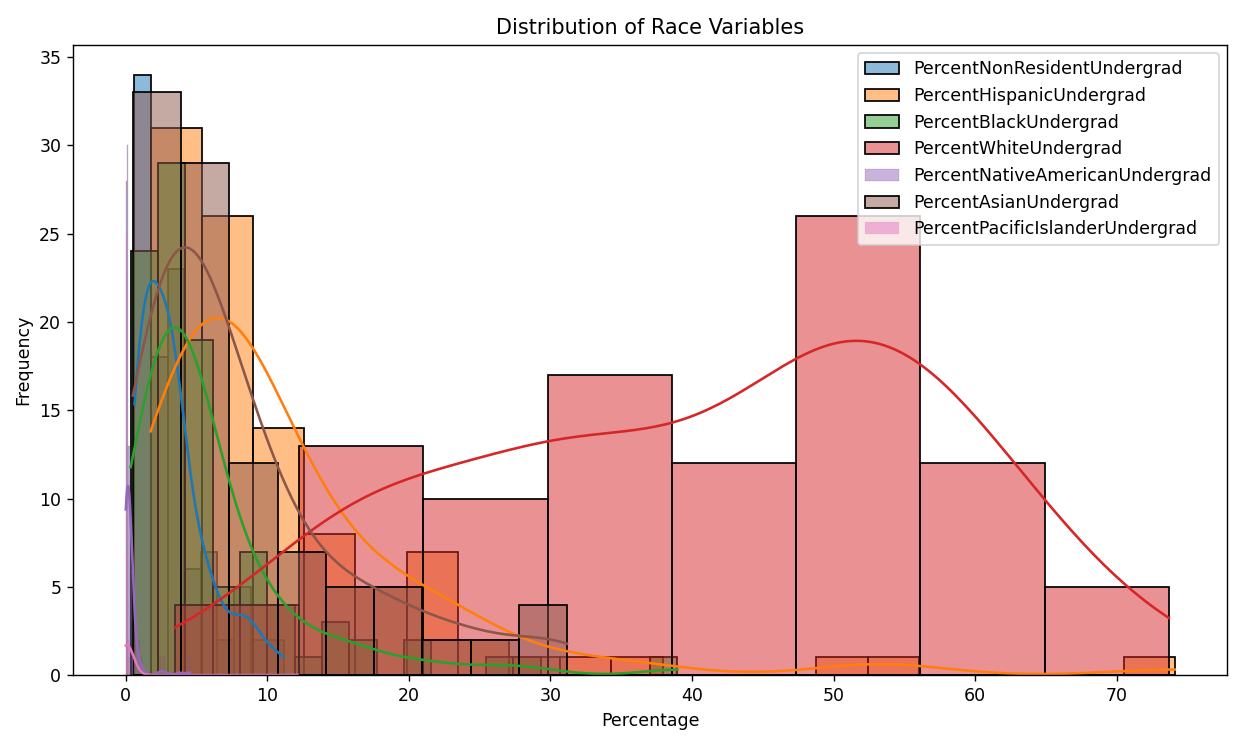 Distribution of Race Variables
35
30
25
20
15
10
5
0
Frequency
PercentNonResidentUndergrad
PercentHispanicUndergrad
PercentBlackUndergrad
PercentWhiteUndergrad
PercentNativeAmericanUndergrad
PercentAsianUndergrad
PercentPacificIslanderUndergrad
0 10 20 30 40 50 60 70
Percentage